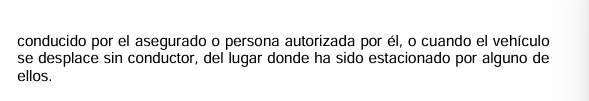 conducido por el asegurado o persona autorizada por él, o cuando el vehículo
se desplace sin conductor, del lugar donde ha sido estacionado por alguno de
ellos.